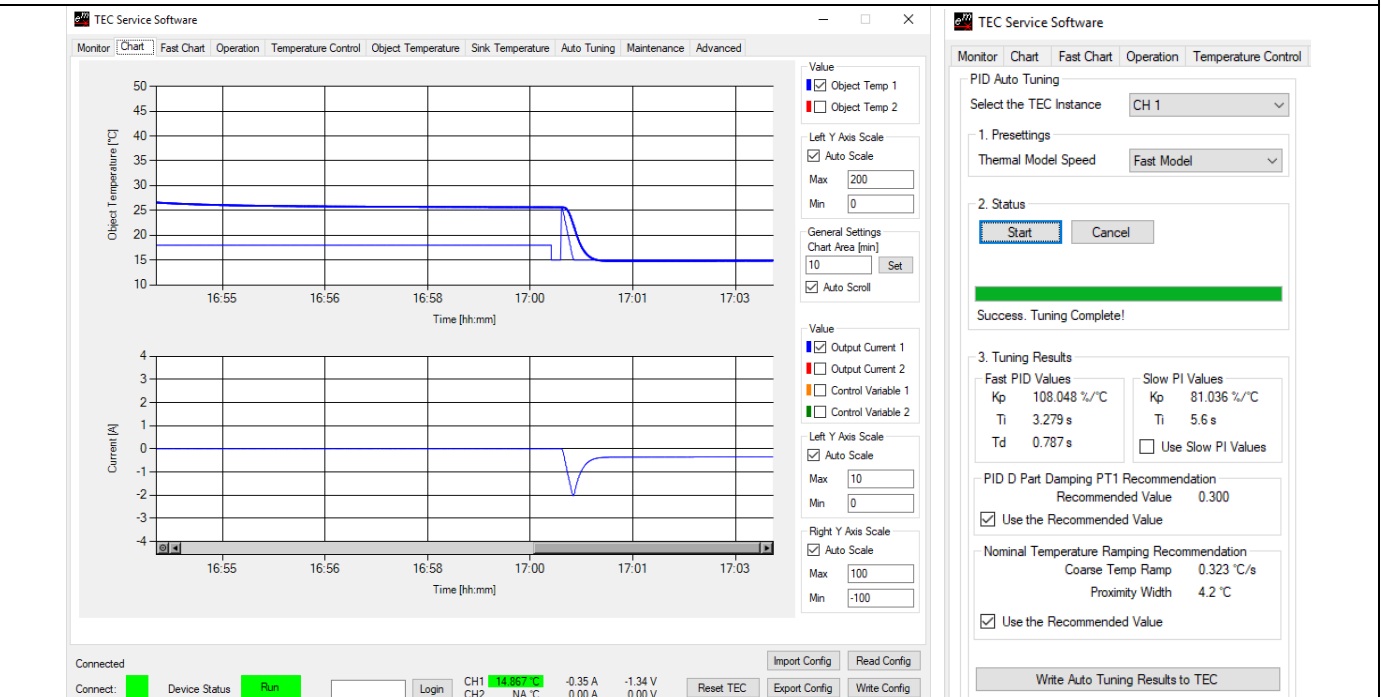 TEC Service Software
Monitor Chart Fast Chart Operation Temperature Control Object Temperature Sink Temperature Auto Tuning Maintenance Advanced
Object Temperature [°C]
50
45
40
35
30
25
20
15
10
16:55 16:56 16:58 17:00 17:01 17:03
Time [hh:mm]
Current [A]
4
3
2
1
0
-1
-2
-3
-4
16:55 16:56 16:58 17:00 17:01 17:03
Time [hh:mm]
Value
Object Temp 1
Object Temp 2
Left Y Axis Scale
Auto Scale
Max 200
Min 0
General Settings
Chart Area [min]
10 Set
Auto Scroll
Value
Output Current 1
Output Current 2
Control Variable 1
Control Variable 2
Left Y Axis Scale
Auto Scale
Max 10
Min 0
Right Y Axis Scale
Auto Scale
Max 100
Min -100
Connected
Import Config Read Config
Connect: Device Status Run Login CH1 14.867 °C -0.35 A -1.34 V Reset TEC Export Config Write Config
CH2 NA °C 0.00 A 0.00 V
TEC Service Software
Monitor Chart Fast Chart Operation Temperature Control
PID Auto Tuning
Select the TEC Instance CH 1
1. Presettings
Thermal Model Speed Fast Model
2. Status
Start Cancel
Success. Tuning Complete!
3. Tuning Results
Fast PID Values
Kp 108.048 %/°C
Ti 3.279 s
Td 0.787 s
Slow PI Values
Kp 81.036 %/°C
Ti 5.6 s
Use Slow PI Values
PID D Part Damping PT1 Recommendation
Recommended Value 0.300
Use the Recommended Value
Nominal Temperature Ramping Recommendation
Coarse Temp Ramp 0.323 °C/s
Proximity Width 4.2 °C
Use the Recommended Value
Write Auto Tuning Results to TEC